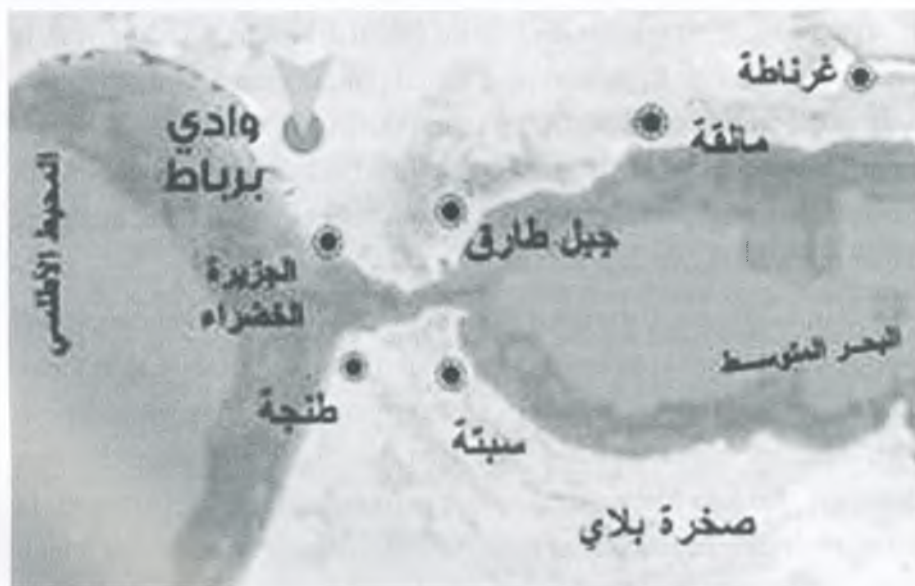 غرناطة
مالقة
وادي
برباط
المحيط الأطلسي
جبل طارق
الجزيرة
الخضراء
البحر المتوسط
طنجة
سبتة
صخرة بلاي